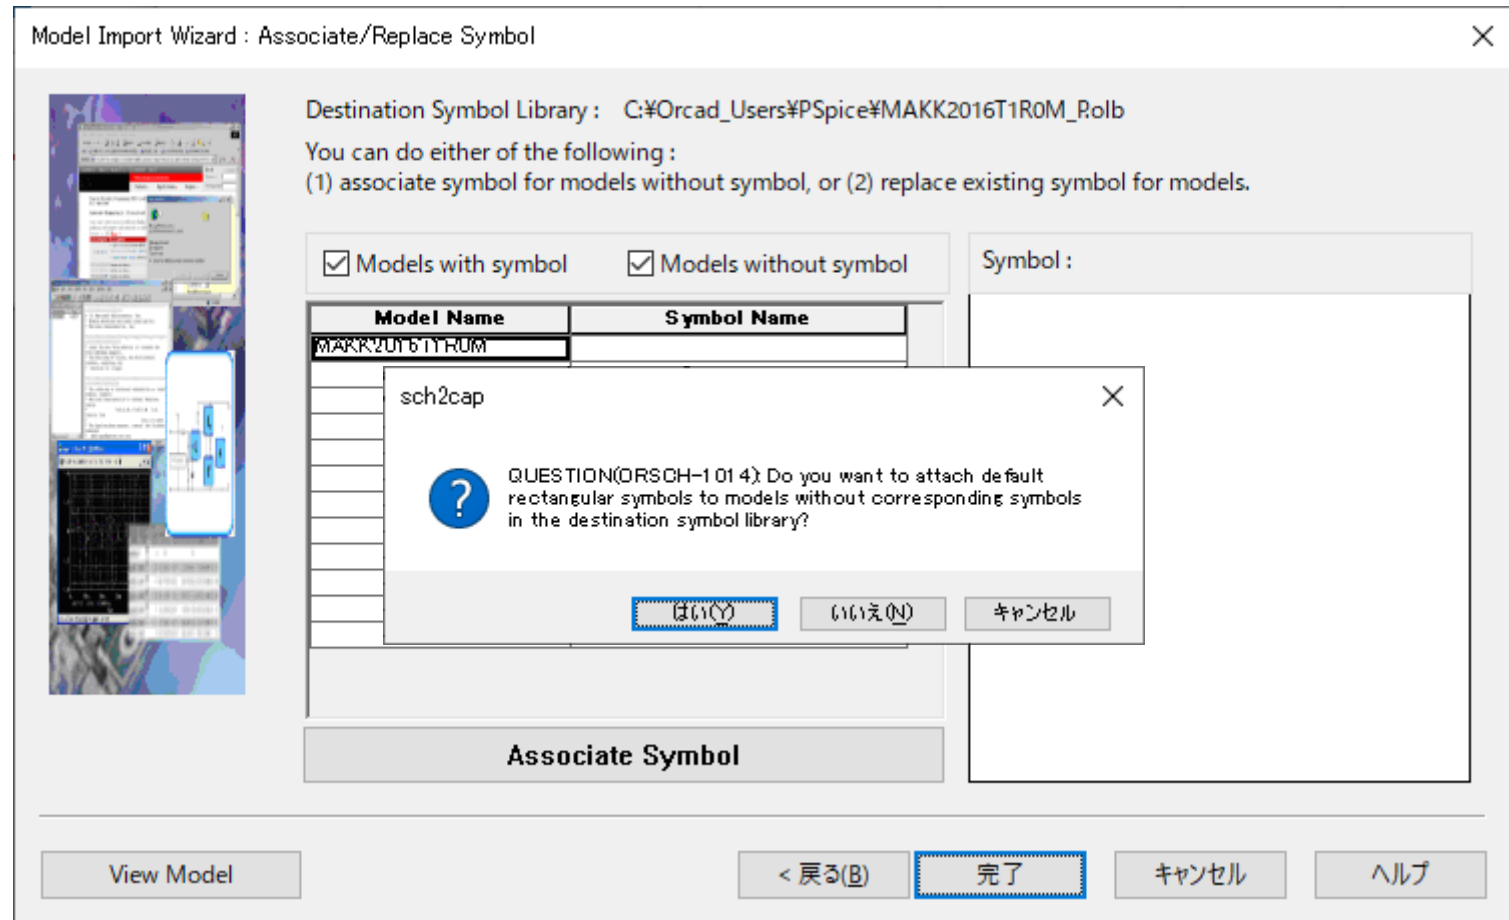 Model Import Wizard : Associate/Replace Symbol
Destination Symbol Library : C:¥Orcad_Users¥PSpice¥MAKK2016T1R0M_P.olb
You can do either of the following :
(1) associate symbol for models without symbol, or (2) replace existing symbol for models.
Models with symbol
Models without symbol
Symbol :
Model Name
Symbol Name
MAKK2016T1R0M
sch2cap
QUESTION(ORSCH-1014): Do you want to attach default
rectangular symbols to models without corresponding symbols
in the destination symbol library?
はい(Y)
いいえ(N)
キャンセル
Associate Symbol
View Model
< 戻る(B)
完了
キャンセル
ヘルプ